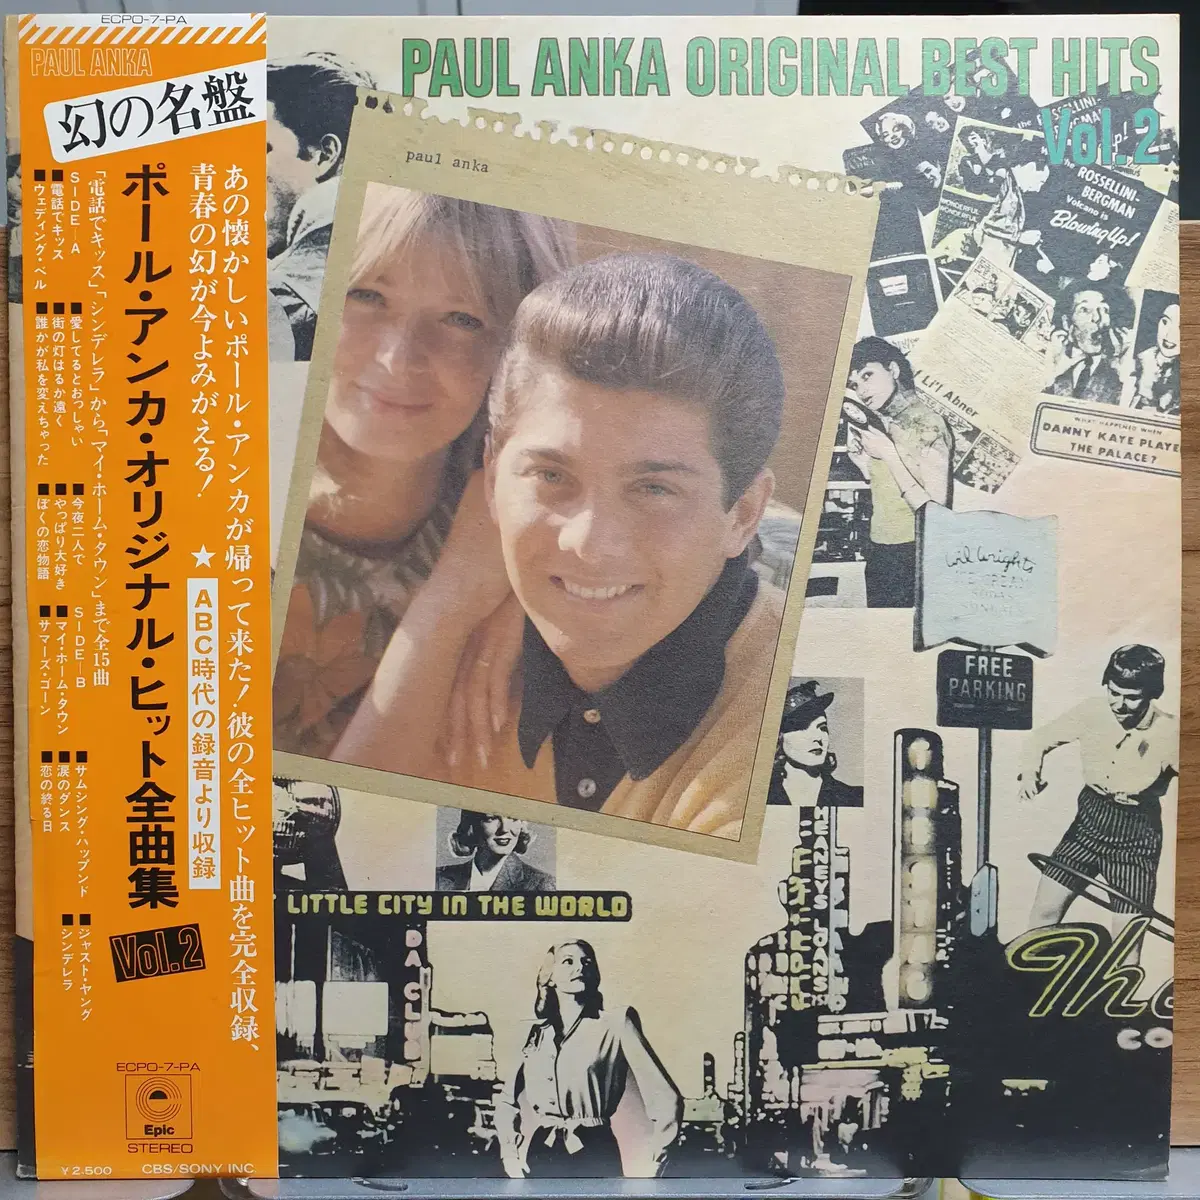 ECPO-7-PA
PAUL ANKA
幻の名盤
あの懐かしいポール・アンカが帰って来た!彼の全ヒット曲を完全収録、
青春の幻が今よみがえる!
★ABC時代の録音より収録
ポール・アンカ・オリジナル・ヒット全曲集
Vol.2
「電話でキッス」「シンデレラ」から「マイ・ホーム・タウン」まで全15曲
SIDE—A
■電話でキッス
■ウェディング・ベル
■愛してるとおっしゃい
■街の灯はるか遠く
■誰かが私を変えちゃった
■今夜二人で
■やっぱり大好き
■ぼくの恋物語
SIDE—B
■マイ・ホーム・タウン
■サマーズ・ゴーン
■サムシング・ハップンド
■涙のダンス
■恋の終る日
■ジャスト・ヤング
■シンデレラ
ECPO-7-PA
Epic
STEREO
¥2.500
CBS/SONY INC.
PAUL ANKA ORIGINAL BEST HITS
Vol.2
paul anka
ROSSELLINI-
BERGMAN
Volcano is
Blowing Up!
Li'l Abner
WHAT HAPPENED WHEN
DANNY KAYE PLAYE
THE PALACE?
wil wright's
ICE CREAM
FREE
PARKING
LITTLE CITY IN THE WORLD
MEANEYS
LOANS
The
CO